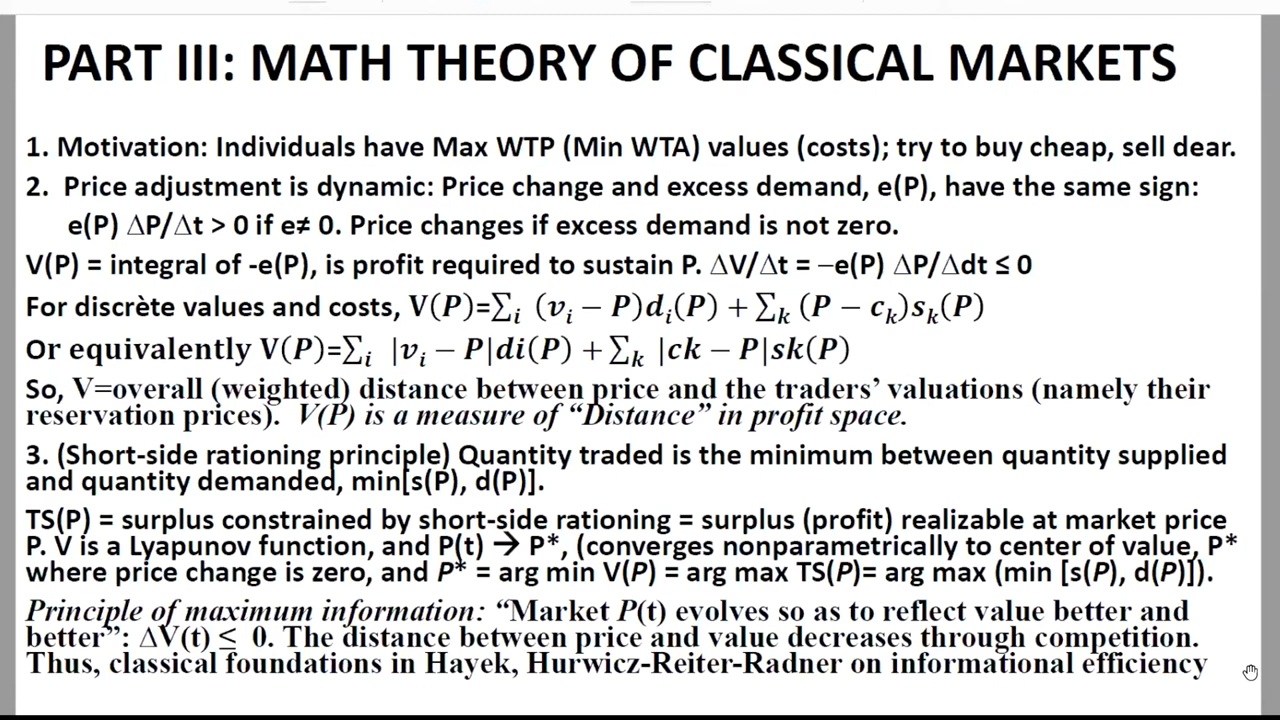 PART III: MATH THEORY OF CLASSICAL MARKETS
1. Motivation: Individuals have Max WTP (Min WTA) values (costs); try to buy cheap, sell dear.
2. Price adjustment is dynamic: Price change and excess demand, e(P), have the same sign:
e(P) ΔP/Δt > 0 if e≠ 0. Price changes if excess demand is not zero.
V(P) = integral of -e(P), is profit required to sustain P. ΔV/Δt = −e(P) ΔP/Δdt ≤ 0
For discrète values and costs, V(P)=∑ᵢ (vᵢ − P)dᵢ(P) + ∑ₖ (P − cₖ)sₖ(P)
Or equivalently V(P)=∑ᵢ |vᵢ − P|di(P) + ∑ₖ |ck − P|sk(P)
So, V=overall (weighted) distance between price and the traders’ valuations (namely their
reservation prices). V(P) is a measure of “Distance” in profit space.
3. (Short-side rationing principle) Quantity traded is the minimum between quantity supplied
and quantity demanded, min[s(P), d(P)].
TS(P) = surplus constrained by short-side rationing = surplus (profit) realizable at market price
P. V is a Lyapunov function, and P(t) → P*, (converges nonparametrically to center of value, P*
where price change is zero, and P* = arg min V(P) = arg max TS(P)= arg max (min [s(P), d(P)]).
Principle of maximum information: “Market P(t) evolves so as to reflect value better and
better”: ΔV(t) ≤ 0. The distance between price and value decreases through competition.
Thus, classical foundations in Hayek, Hurwicz-Reiter-Radner on informational efficiency